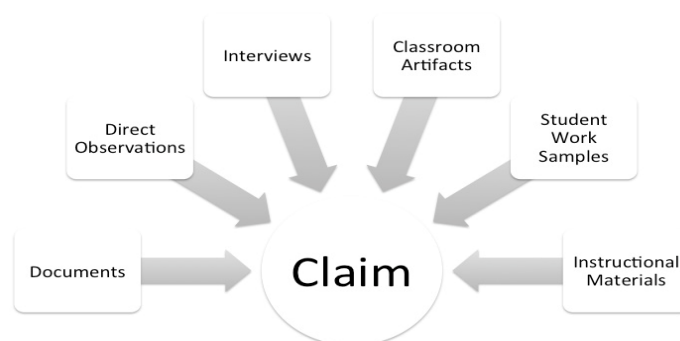 Interviews
Classroom
Artifacts
Direct
Observations
Student
Work
Samples
Documents
Claim
Instructional
Materials